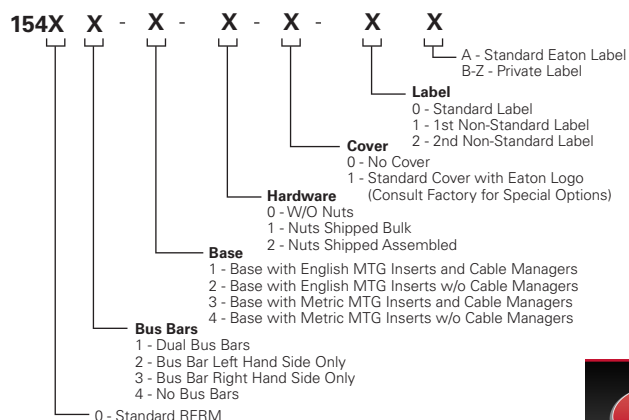 154X X - X - X - X - X X
A - Standard Eaton Label
B-Z - Private Label
Label
0 - Standard Label
1 - 1st Non-Standard Label
2 - 2nd Non-Standard Label
Cover
0 - No Cover
1 - Standard Cover with Eaton Logo
(Consult Factory for Special Options)
Hardware
0 - W/O Nuts
1 - Nuts Shipped Bulk
2 - Nuts Shipped Assembled
Base
1 - Base with English MTG Inserts and Cable Managers
2 - Base with English MTG Inserts w/o Cable Managers
3 - Base with Metric MTG Inserts and Cable Managers
4 - Base with Metric MTG Inserts w/o Cable Managers
Bus Bars
1 - Dual Bus Bars
2 - Bus Bar Left Hand Side Only
3 - Bus Bar Right Hand Side Only
4 - No Bus Bars
0 - Standard RFRM